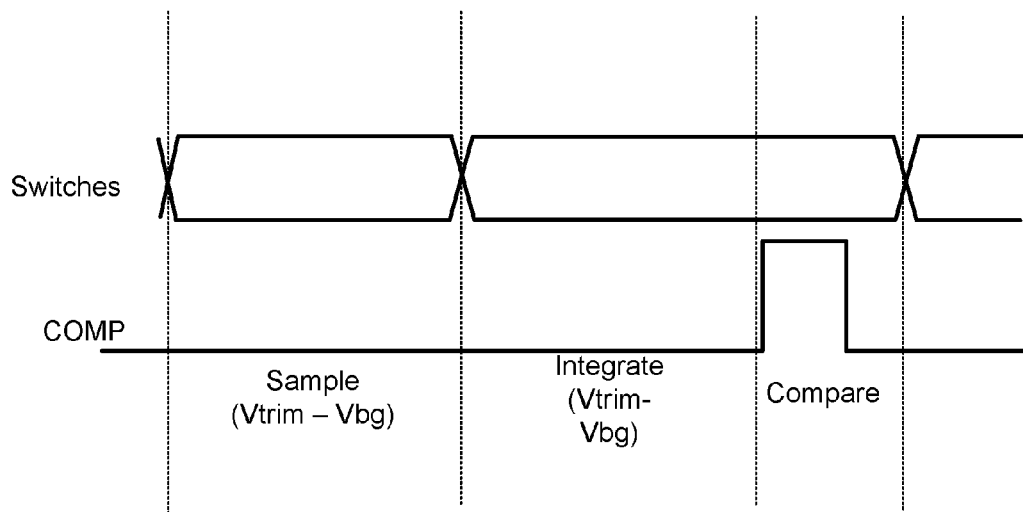 Switches
COMP
Sample
(Vtrim – Vbg)
Integrate
(Vtrim-
Vbg)
Compare